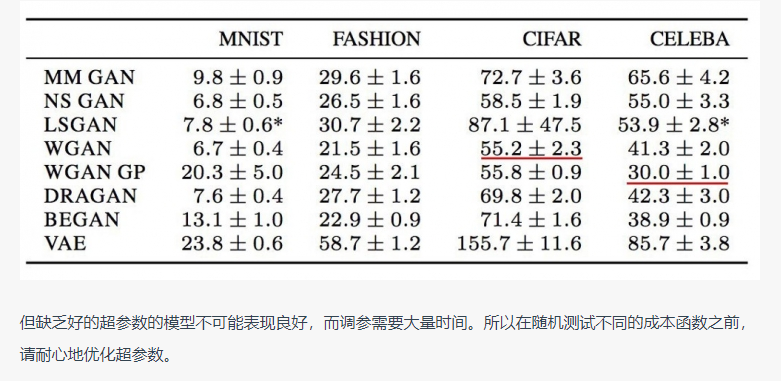 MNIST FASHION CIFAR CELEBA
MM GAN 9.8 ± 0.9 29.6 ± 1.6 72.7 ± 3.6 65.6 ± 4.2
NS GAN 6.8 ± 0.5 26.5 ± 1.6 58.5 ± 1.9 55.0 ± 3.3
LSGAN 7.8 ± 0.6* 30.7 ± 2.2 87.1 ± 47.5 53.9 ± 2.8*
WGAN 6.7 ± 0.4 21.5 ± 1.6 55.2 ± 2.3 41.3 ± 2.0
WGAN GP 20.3 ± 5.0 24.5 ± 2.1 55.8 ± 0.9 30.0 ± 1.0
DRAGAN 7.6 ± 0.4 27.7 ± 1.2 69.8 ± 2.0 42.3 ± 3.0
BEGAN 13.1 ± 1.0 22.9 ± 0.9 71.4 ± 1.6 38.9 ± 0.9
VAE 23.8 ± 0.6 58.7 ± 1.2 155.7 ± 11.6 85.7 ± 3.8
但缺乏好的超参数的模型不可能表现良好，而调参需要大量时间。所以在随机测试不同的成本函数之前，
请耐心地优化超参数。